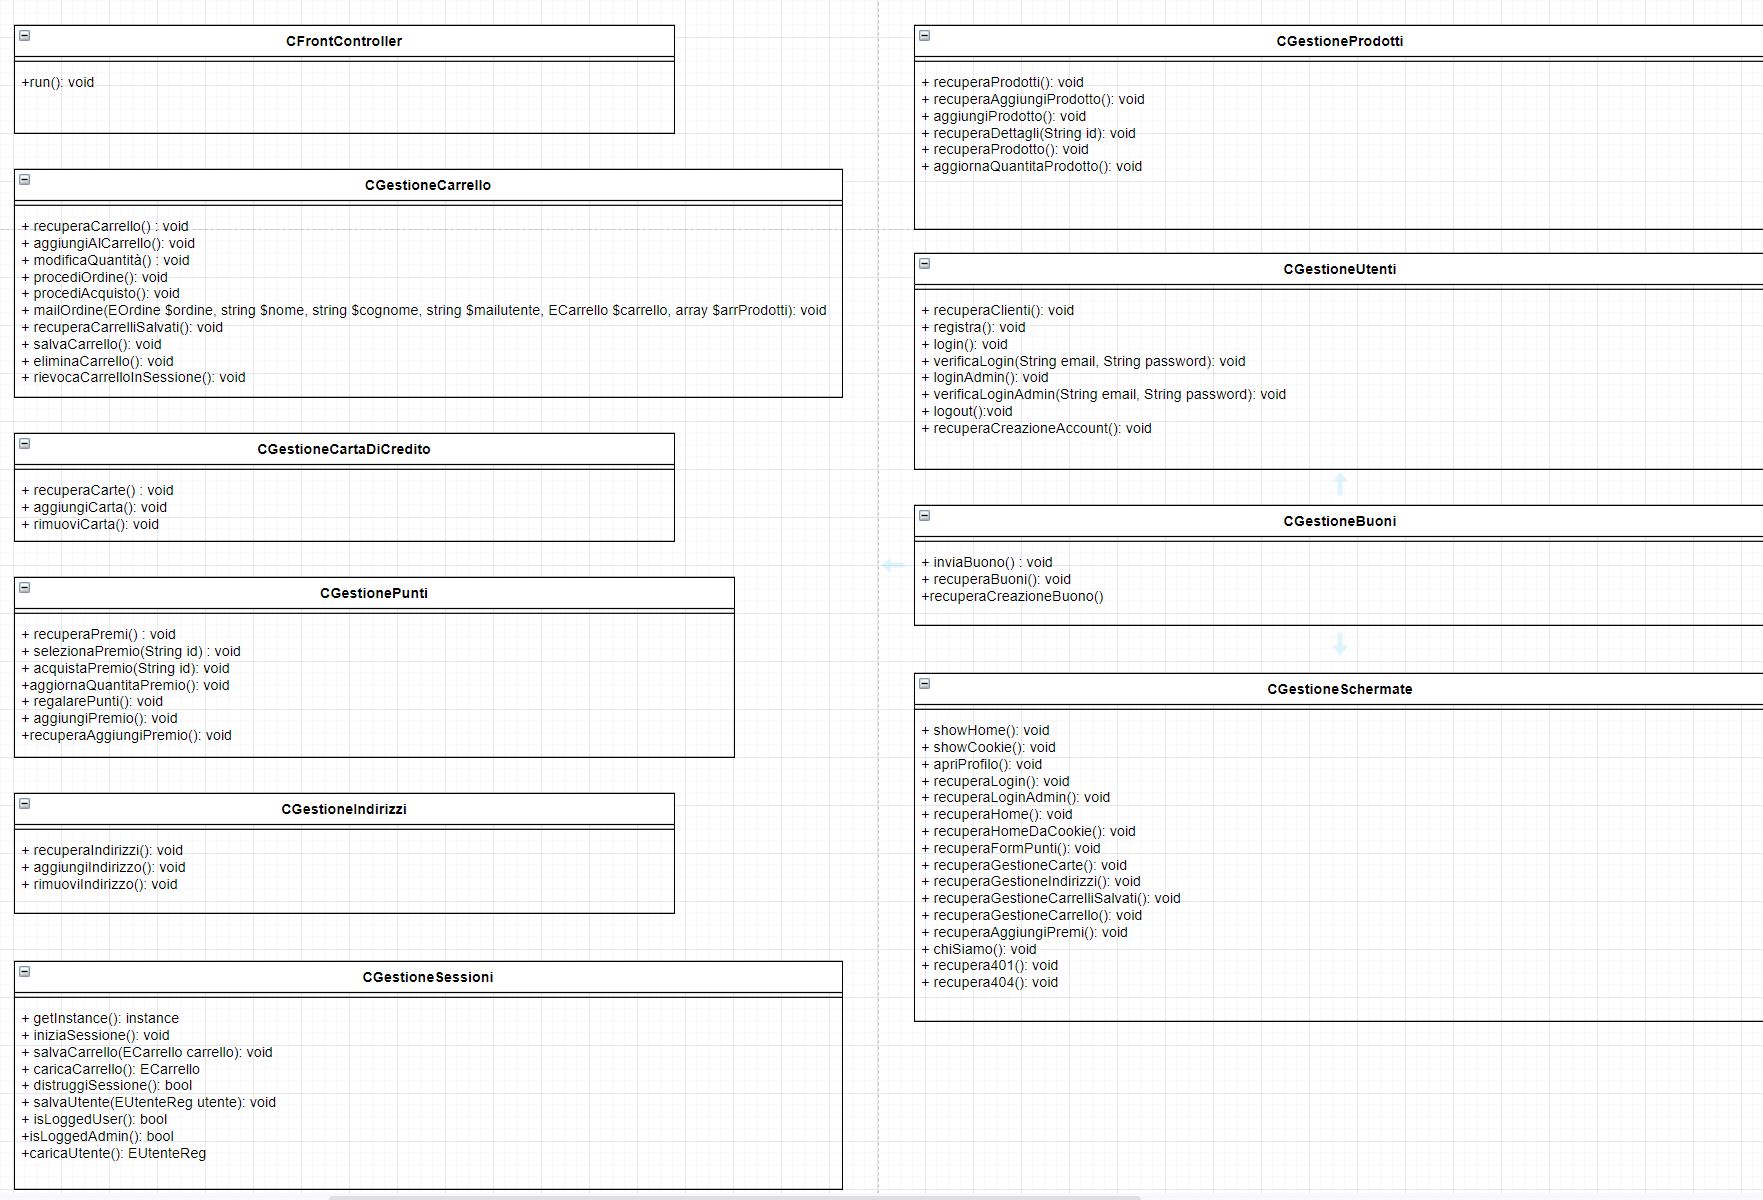 CFrontController
+run(): void
CGestioneCarrello
+ recuperaCarrello() : void
+ aggiungiAlCarrello(): void
+ modificaQuantità() : void
+ procediOrdine(): void
+ procediAcquisto(): void
+ mailOrdine(EOrdine $ordine, string $nome, string $cognome, string $mailutente, ECarrello $carrello, array $arrProdotti): void
+ recuperaCarrelliSalvati(): void
+ salvaCarrello(): void
+ eliminaCarrello(): void
+ rievocaCarrelloInSessione(): void
CGestioneCartaDiCredito
+ recuperaCarte() : void
+ aggiungiCarta(): void
+ rimuoviCarta(): void
CGestionePunti
+ recuperaPremi() : void
+ selezionaPremio(String id) : void
+ acquistaPremio(String id): void
+aggiornaQuantitaPremio(): void
+ regalarePunti(): void
+ aggiungiPremio(): void
+recuperaAggiungiPremio(): void
CGestioneIndirizzi
+ recuperaIndirizzi(): void
+ aggiungiIndirizzo(): void
+ rimuoviIndirizzo(): void
CGestioneSessioni
+ getInstance(): instance
+ iniziaSessione(): void
+ salvaCarrello(ECarrello carrello): void
+ caricaCarrello(): ECarrello
+ distruggiSessione(): bool
+ salvaUtente(EUtenteReg utente): void
+ isLoggedUser(): bool
+isLoggedAdmin(): bool
+caricaUtente(): EUtenteReg
CGestioneProdotti
+ recuperaProdotti(): void
+ recuperaAggiungiProdotto(): void
+ aggiungiProdotto(): void
+ recuperaDettagli(String id): void
+ recuperaProdotto(): void
+ aggiornaQuantitaProdotto(): void
CGestioneUtenti
+ recuperaClienti(): void
+ registra(): void
+ login(): void
+ verificaLogin(String email, String password): void
+ loginAdmin(): void
+ verificaLoginAdmin(String email, String password): void
+ logout():void
+ recuperaCreazioneAccount(): void
CGestioneBuoni
+ inviaBuono() : void
+ recuperaBuoni(): void
+recuperaCreazioneBuono()
CGestioneSchermate
+ showHome(): void
+ showCookie(): void
+ apriProfilo(): void
+ recuperaLogin(): void
+ recuperaLoginAdmin(): void
+ recuperaHome(): void
+ recuperaHomeDaCookie(): void
+ recuperaFormPunti(): void
+ recuperaGestioneCarte(): void
+ recuperaGestioneIndirizzi(): void
+ recuperaGestioneCarrelliSalvati(): void
+ recuperaGestioneCarrello(): void
+ recuperaAggiungiPremi(): void
+ chiSiamo(): void
+ recupera401(): void
+ recupera404(): void